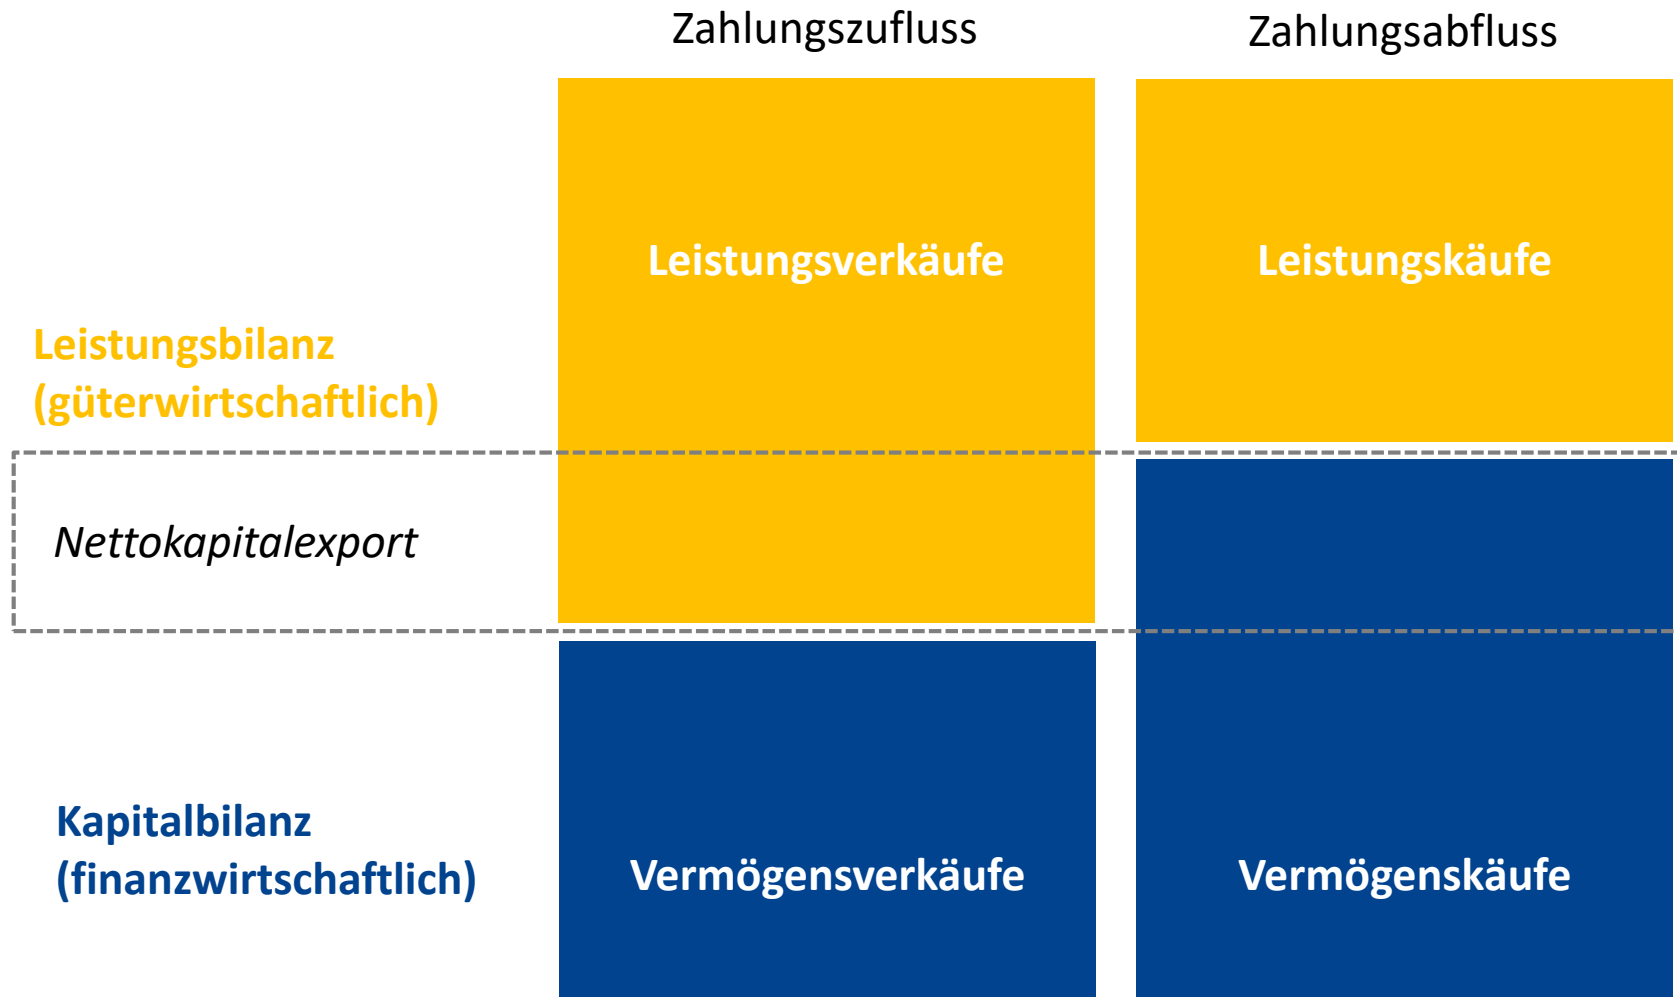 Zahlungszufluss
Zahlungsabfluss
Leistungsverkäufe
Leistungskäufe
Leistungsbilanz
(güterwirtschaftlich)
Nettokapitalexport
Kapitalbilanz
(finanzwirtschaftlich)
Vermögensverkäufe
Vermögenskäufe